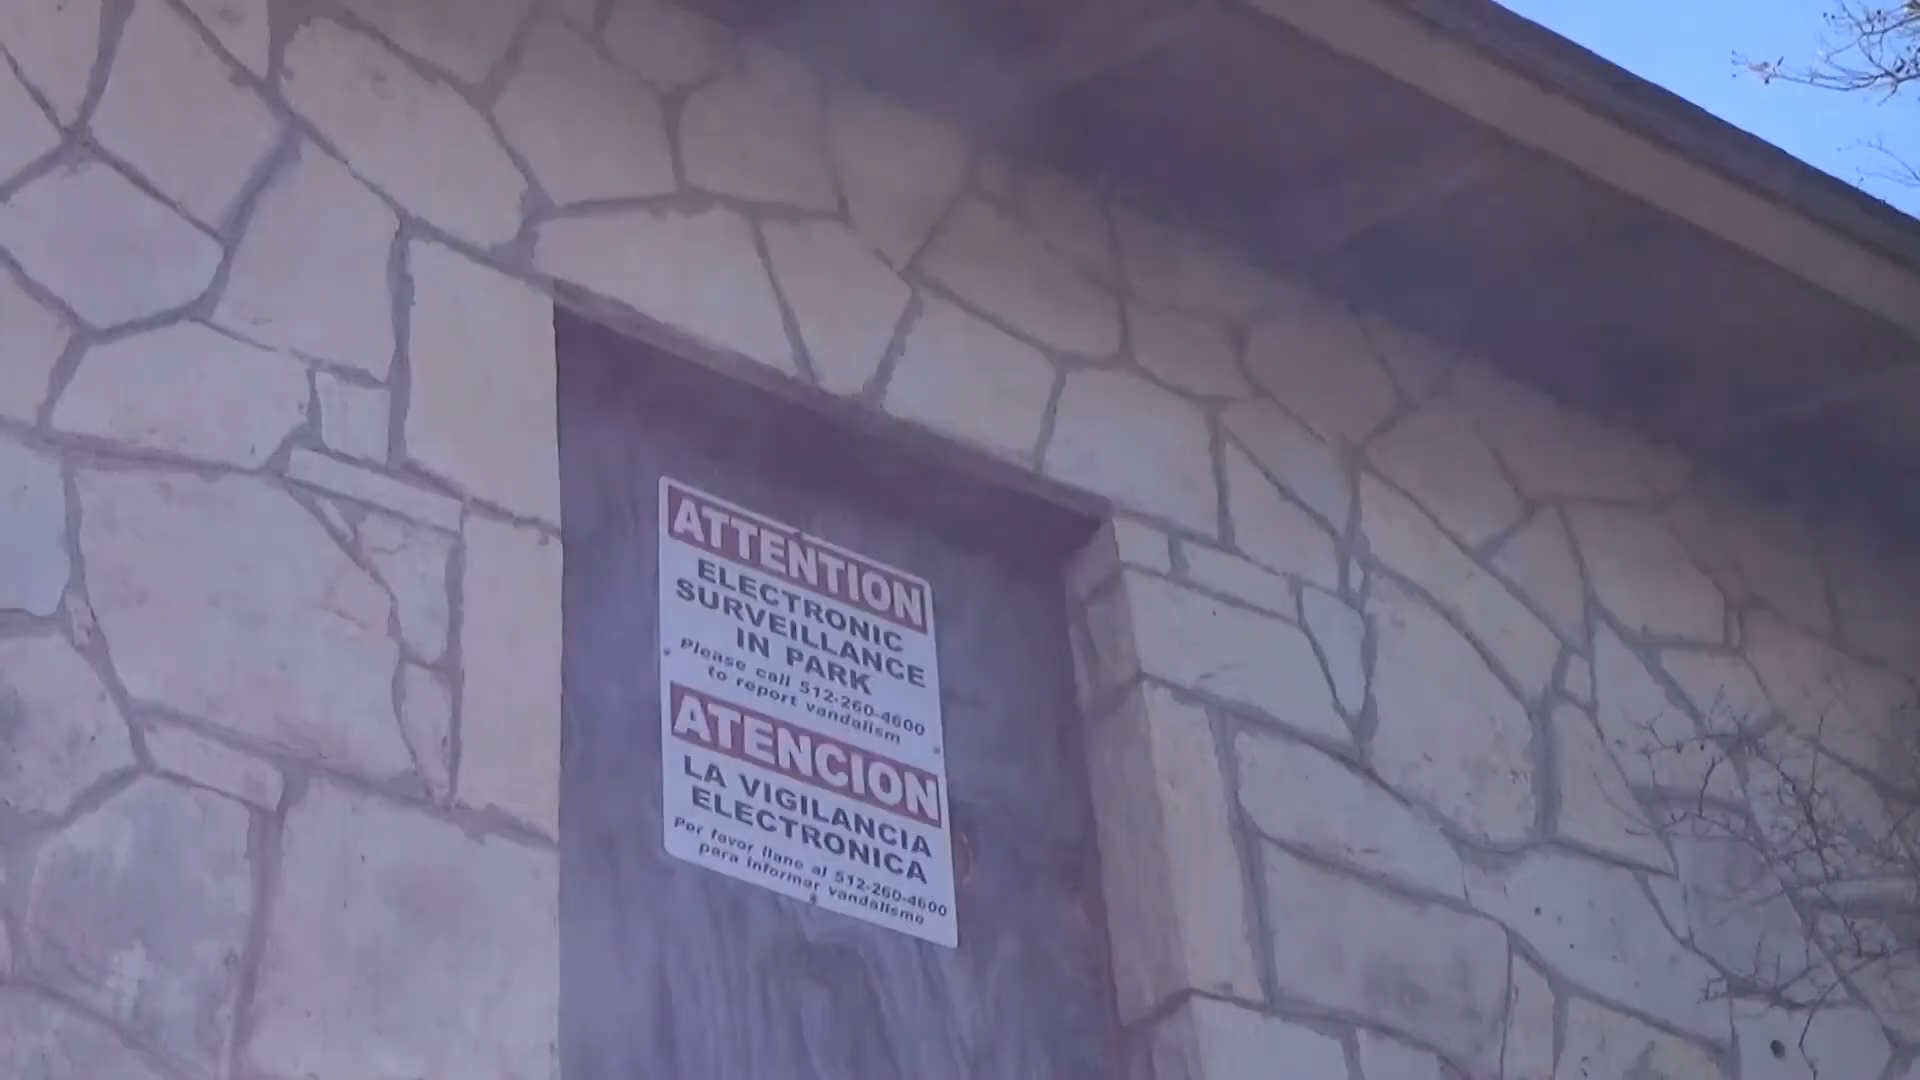 ATTENTION
ELECTRONIC
SURVEILLANCE
IN PARK
Please call 512-260-4600
to report vandalism
ATENCION
LA VIGILANCIA
ELECTRONICA
Por favor llane al 512-260-4600
para informar vandalismo